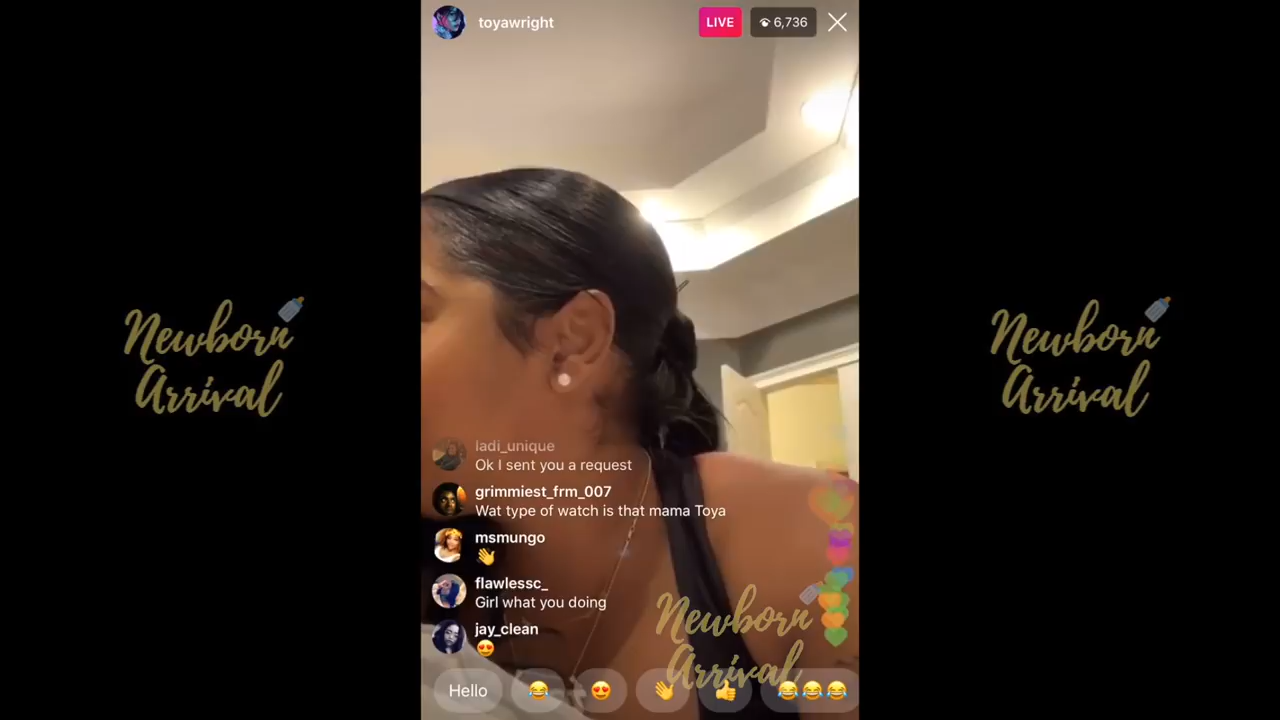 toyawright
LIVE
6,736
ladi_unique
Ok I sent you a request
grimmiest_frm_007
Wat type of watch is that mama Toya
msmungo
👋
flawlessc_
Girl what you doing
jay_clean
😍
Hello 😂 😍 👋 👍 😂😂😂
Newborn
Arrival
Newborn
Arrival
Newborn
Arrival